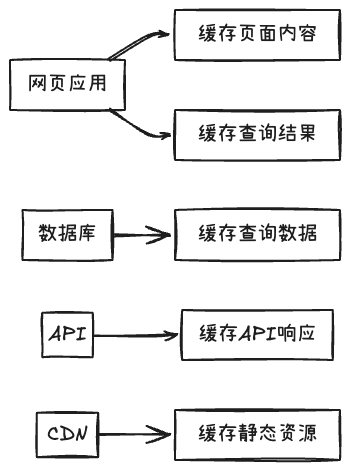 缓存页面内容
网页应用
缓存查询结果
数据库
缓存查询数据
API
缓存API响应
CDN
缓存静态资源